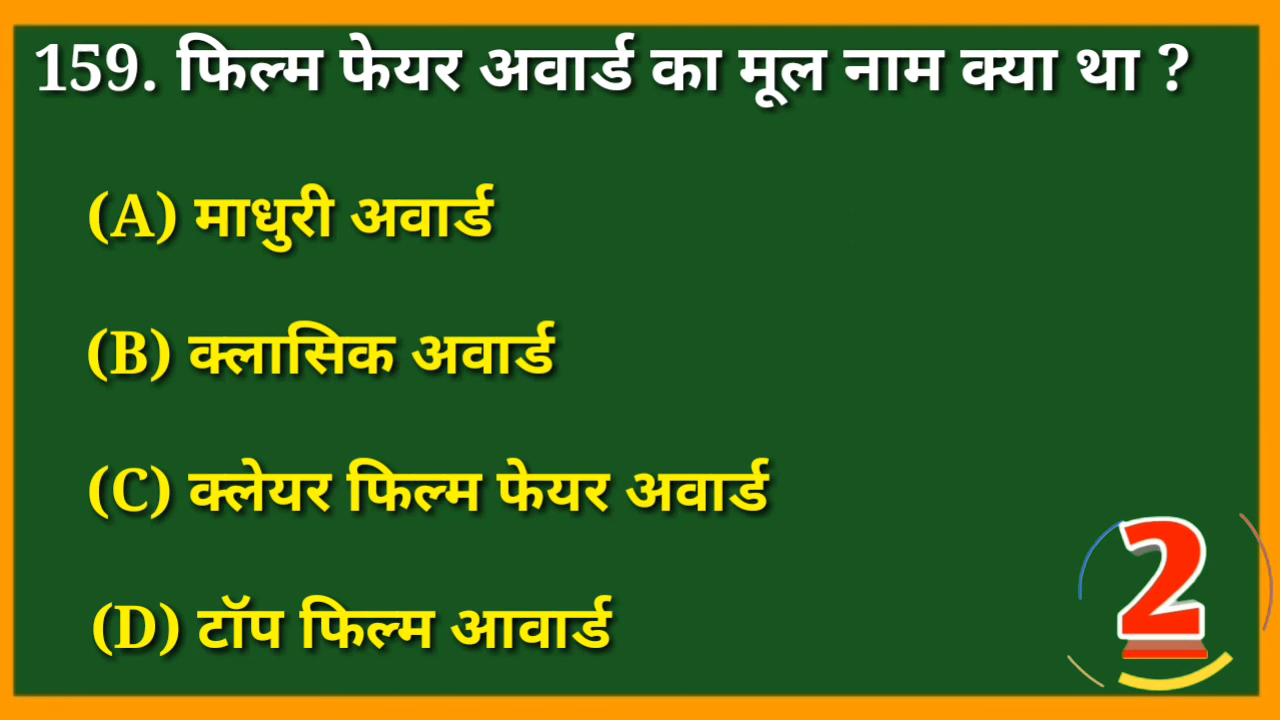 159. फिल्म फेयर अवार्ड का मूल नाम क्या था ?
(A) माधुरी अवार्ड
(B) क्लासिक अवार्ड
(C) क्लेयर फिल्म फेयर अवार्ड
(D) टॉप फिल्म आवार्ड
2